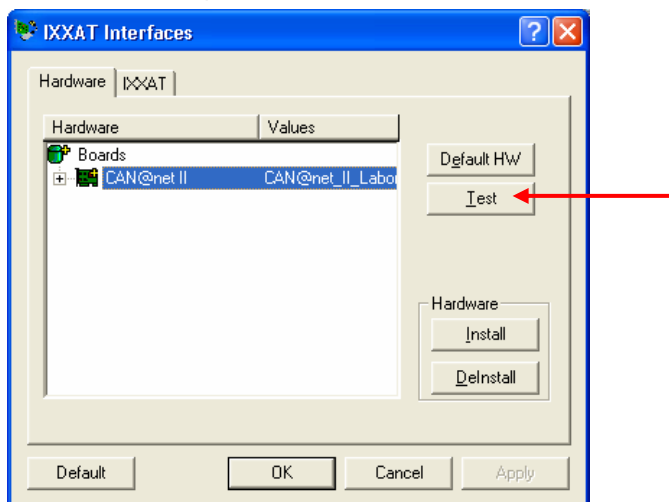 IXXAT Interfaces
Hardware IXXAT
Hardware Values
Boards
CAN@net II CAN@net_II_Labor
Default HW
Test
Hardware
Install
DeInstall
Default OK Cancel Apply